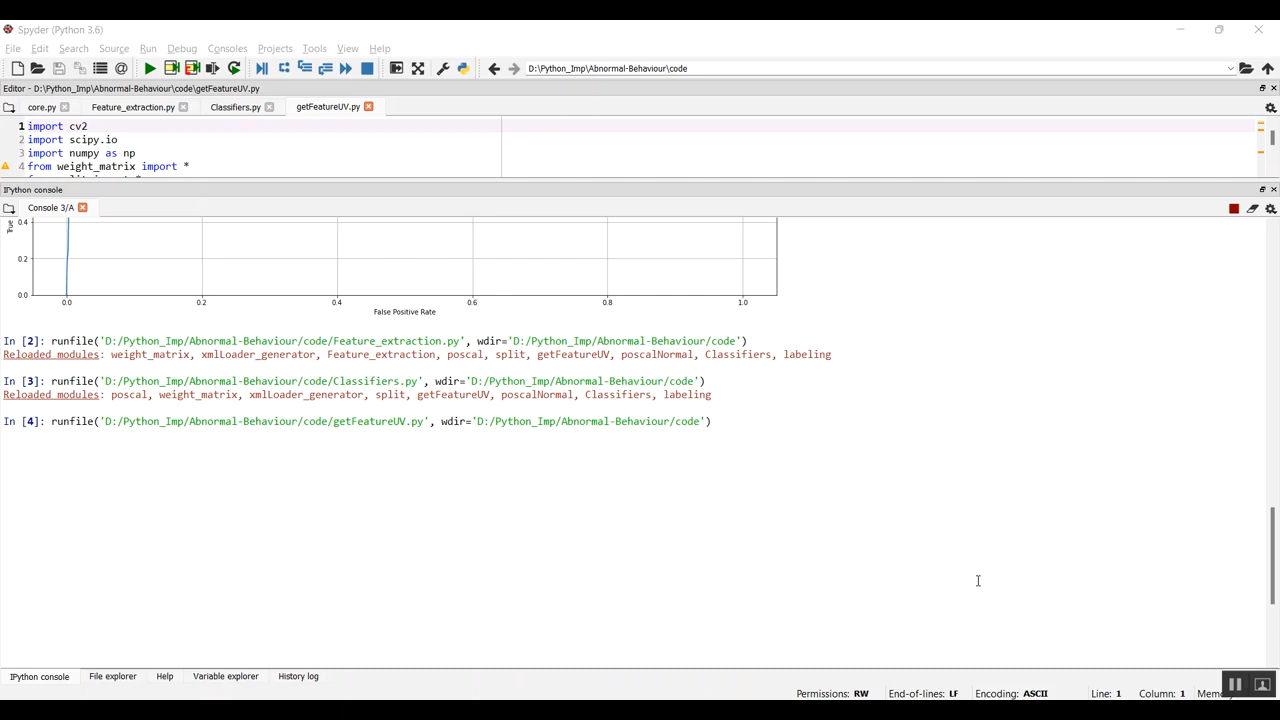 Spyder (Python 3.6)
File Edit Search Source Run Debug Consoles Projects Tools View Help
D:\Python_Imp\Abnormal-Behaviour\code
Editor - D:\Python_Imp\Abnormal-Behaviour\code\getFeatureUV.py
core.py Feature_extraction.py Classifiers.py getFeatureUV.py
1 import cv2
2 import scipy.io
3 import numpy as np
4 from weight_matrix import *
IPython console
Console 3/A
True
0.4
0.2
0.0
0.0 0.2 0.4 0.6 0.8 1.0
False Positive Rate
In [2]: runfile('D:/Python_Imp/Abnormal-Behaviour/code/Feature_extraction.py', wdir='D:/Python_Imp/Abnormal-Behaviour/code')
Reloaded modules: weight_matrix, xmlLoader_generator, Feature_extraction, poscal, split, getFeatureUV, poscalNormal, Classifiers, labeling
In [3]: runfile('D:/Python_Imp/Abnormal-Behaviour/code/Classifiers.py', wdir='D:/Python_Imp/Abnormal-Behaviour/code')
Reloaded modules: poscal, weight_matrix, xmlLoader_generator, split, getFeatureUV, poscalNormal, Classifiers, labeling
In [4]: runfile('D:/Python_Imp/Abnormal-Behaviour/code/getFeatureUV.py', wdir='D:/Python_Imp/Abnormal-Behaviour/code')
IPython console File explorer Help Variable explorer History log
Permissions: RW End-of-lines: LF Encoding: ASCII Line: 1 Column: 1